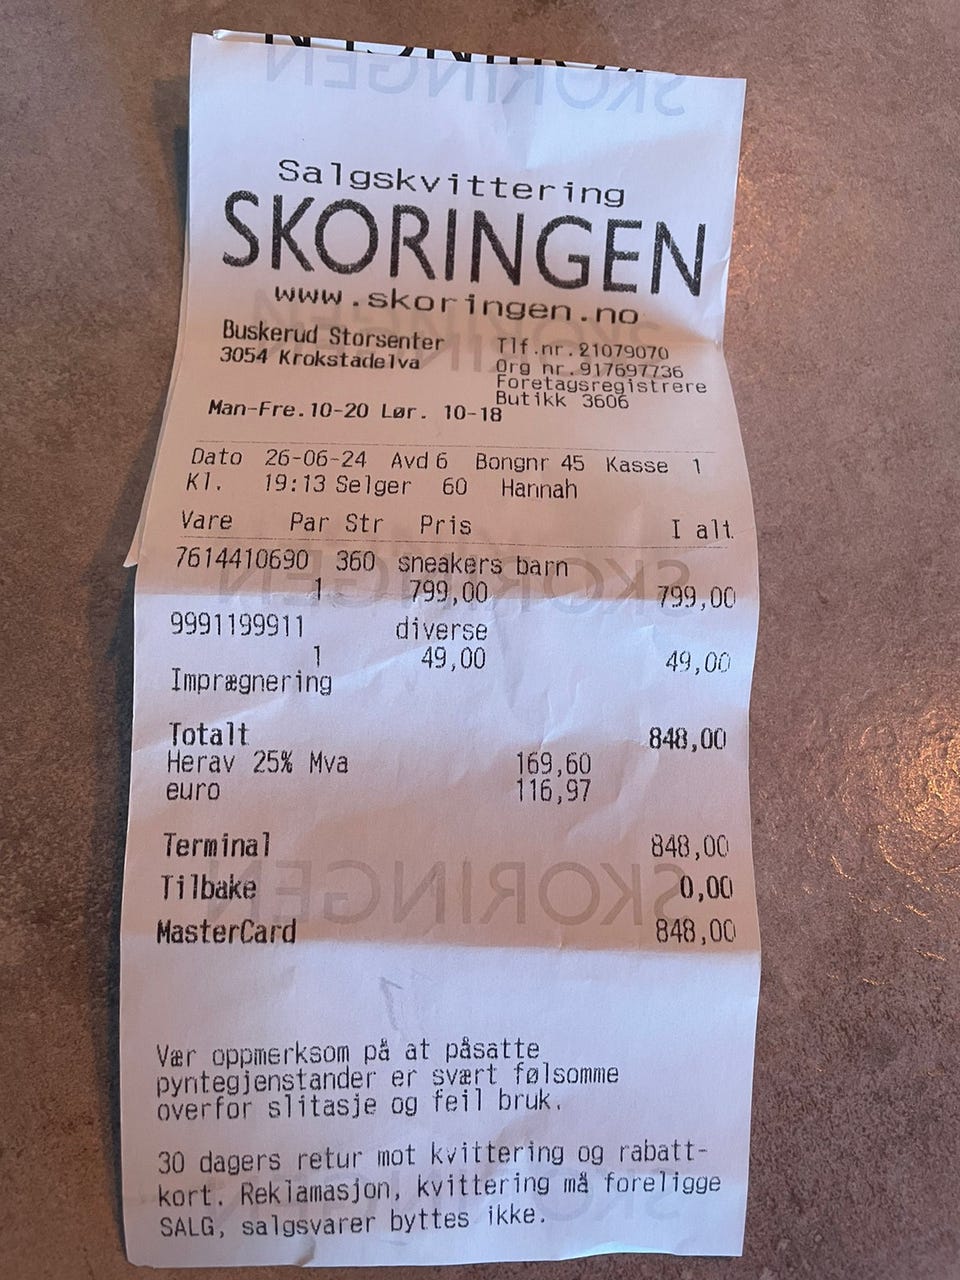 Salgskvittering
SKORINGEN
www.skoringen.no
Buskerud Storsenter
3054 Krokstadelva
Tlf.nr.21079070
Org nr.917697736
Foretagsregistrere
Butikk 3606
Man-Fre.10-20 Lør. 10-18
Dato 26-06-24 Avd 6 Bongnr 45 Kasse 1
Kl. 19:13 Selger 60 Hannah
Vare Par Str Pris I alt
7614410690 360 sneakers barn
1 799,00 799,00
9991199911 diverse
1 49,00 49,00
Imprægnering
Totalt 848,00
Herav 25% Mva 169,60
euro 116,97
Terminal 848,00
Tilbake 0,00
MasterCard 848,00
Vær oppmerksom på at påsatte
pyntegjenstander er svært følsomme
overfor slitasje og feil bruk.
30 dagers retur mot kvittering og rabatt-
kort. Reklamasjon, kvittering må foreligge
SALG, salgsvarer byttes ikke.